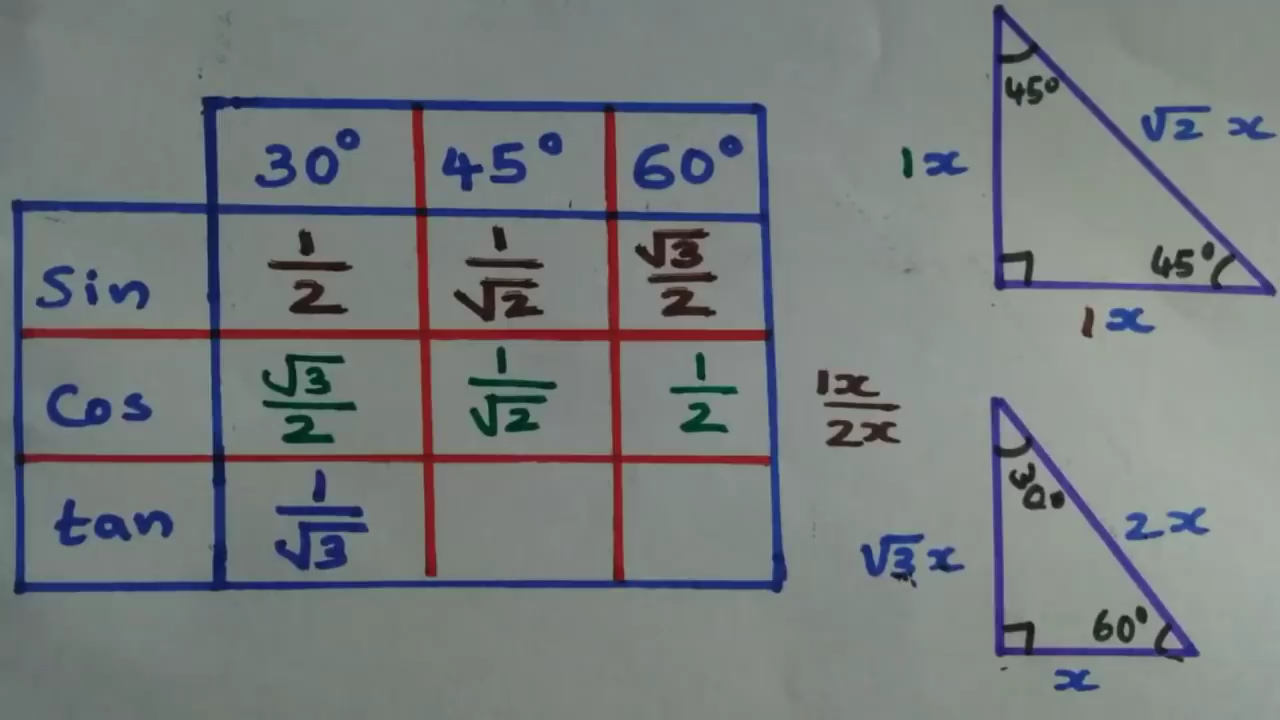 30° 45° 60°
Sin 1/2 1/√2 √3/2
Cos √3/2 1/√2 1/2
tan 1/√3
45°
√2 x
1x
45°
1x
1x/2x
30°
2x
√3 x
60°
x